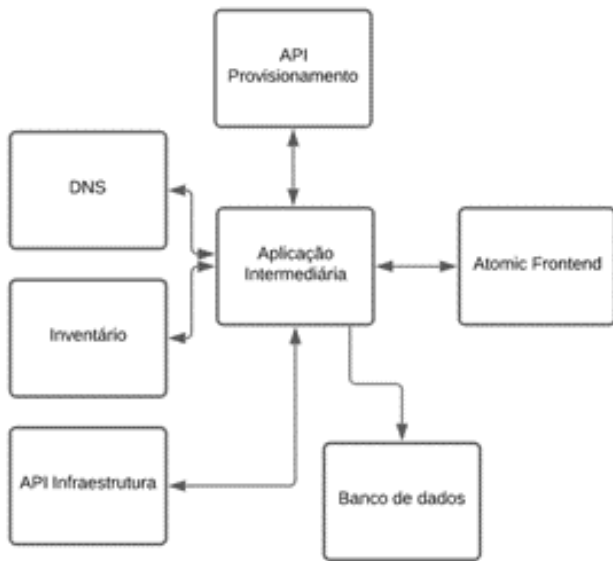 API
Provisionamento
DNS
Aplicação
Intermediária
Atomic Frontend
Inventário
API Infraestrutura
Banco de dados